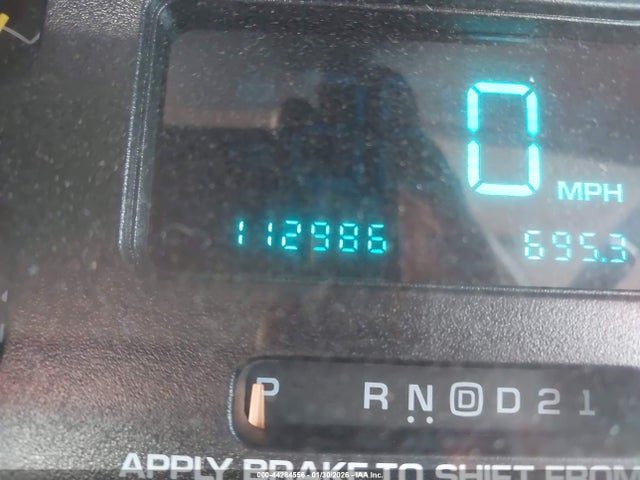 0 MPH
112986 695.3
P R N D D 2 1
APPLY BRAKE TO SHIFT FROM
000-44284556 - 01/30/2026 - IAA Inc.